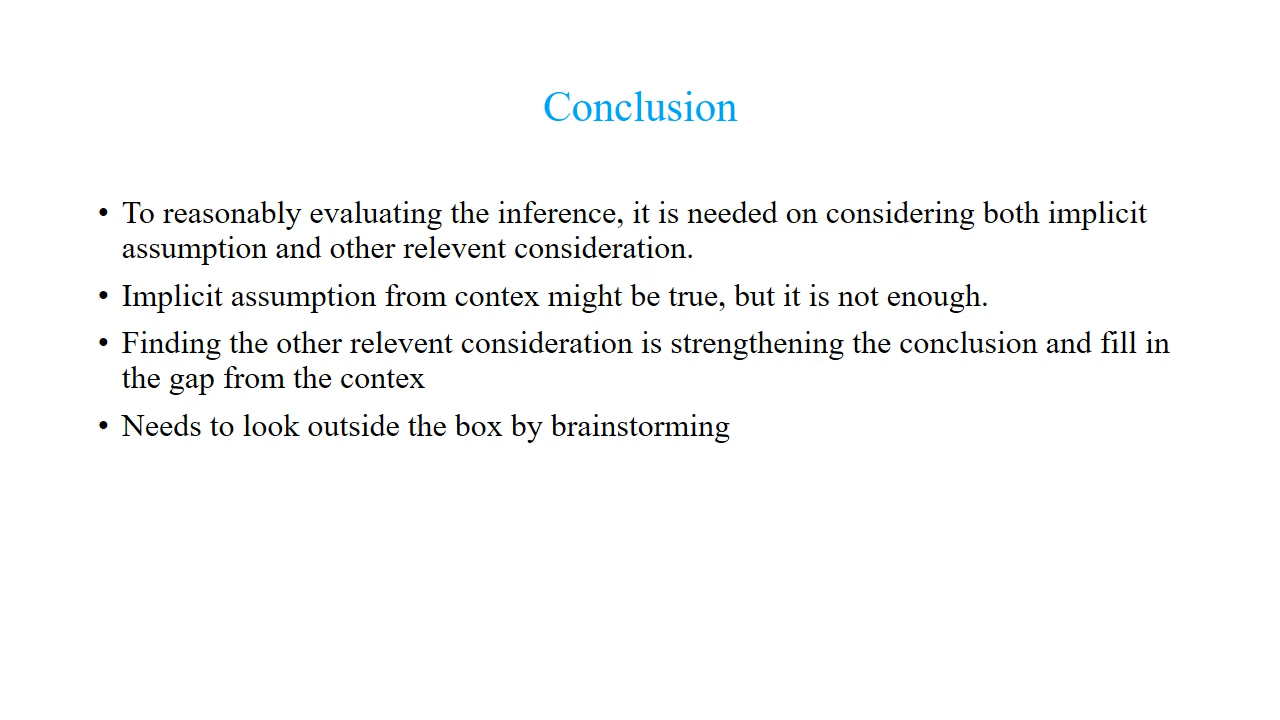 Conclusion
• To reasonably evaluating the inference, it is needed on considering both implicit
assumption and other relevent consideration.
• Implicit assumption from contex might be true, but it is not enough.
• Finding the other relevent consideration is strengthening the conclusion and fill in
the gap from the contex
• Needs to look outside the box by brainstorming